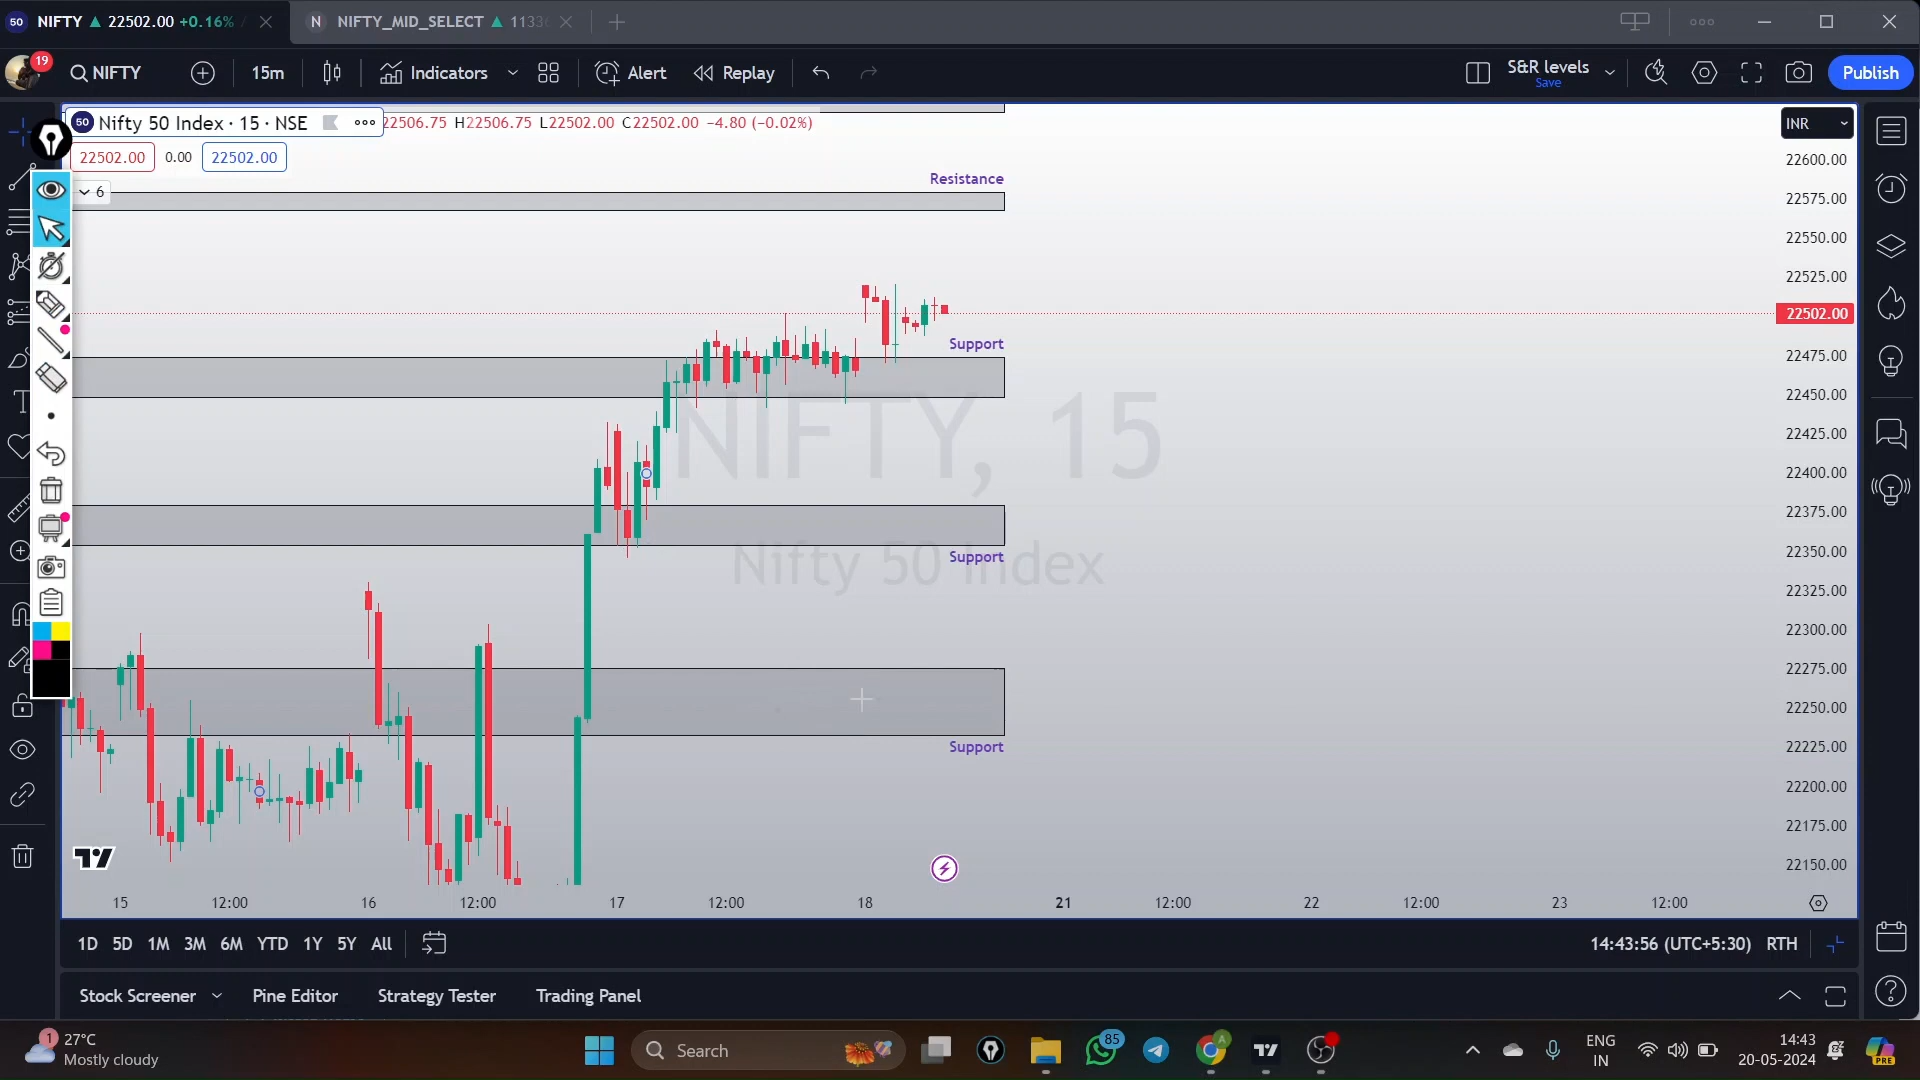 50 NIFTY ▲ 22502.00 +0.16% /
N NIFTY_MID_SELECT ▲ 1133
19
NIFTY
15m
Indicators
Alert
Replay
S&R levels
Save
Publish
50 Nifty 50 Index · 15 · NSE
22506.75 H22506.75 L22502.00 C22502.00 −4.80 (−0.02%)
INR
22502.00 0.00 22502.00
6
Resistance
Support
Support
Support
NIFTY, 15
Nifty 50 Index
22600.00
22575.00
22550.00
22525.00
22502.00
22475.00
22450.00
22425.00
22400.00
22375.00
22350.00
22325.00
22300.00
22275.00
22250.00
22225.00
22200.00
22175.00
22150.00
15 12:00 16 12:00 17 12:00 18 21 12:00 22 12:00 23 12:00
1D 5D 1M 3M 6M YTD 1Y 5Y All
14:43:56 (UTC+5:30) RTH
Stock Screener Pine Editor Strategy Tester Trading Panel
1
27°C
Mostly cloudy
Search
85
A
ENG
IN
14:43
20-05-2024
PRE